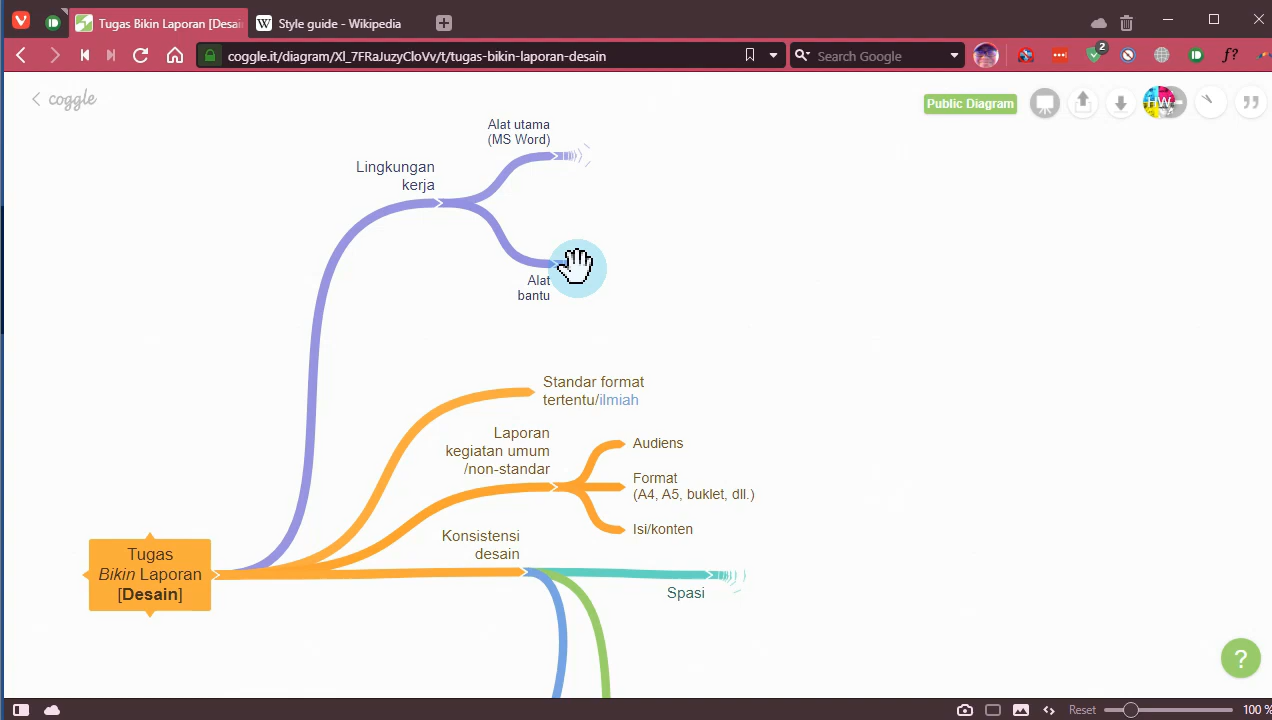 Tugas Bikin Laporan [Desai
Style guide - Wikipedia
coggle.it/diagram/Xl_7FRaJuzyCloVv/t/tugas-bikin-laporan-desain
Search Google
2
f?
coggle
Public Diagram
HW
Alat utama
(MS Word)
Lingkungan
kerja
Alat
bantu
Standar format
tertentu/ilmiah
Laporan
kegiatan umum
/non-standar
Audiens
Format
(A4, A5, buklet, dll.)
Isi/konten
Konsistensi
desain
Tugas
Bikin Laporan
[Desain]
Spasi
?
Reset
100 %